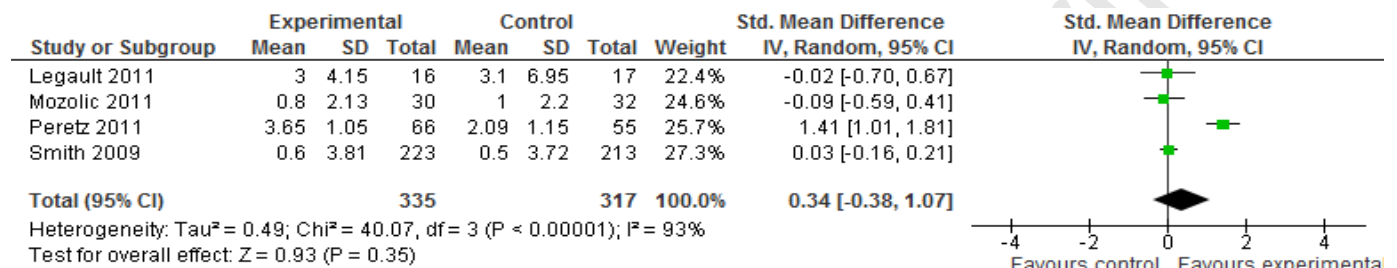 Experimental Control Std. Mean Difference Std. Mean Difference
Study or Subgroup Mean SD Total Mean SD Total Weight IV, Random, 95% CI IV, Random, 95% CI
Legault 2011 3 4.15 16 3.1 6.95 17 22.4% -0.02 [-0.70, 0.67]
Mozolic 2011 0.8 2.13 30 1 2.2 32 24.6% -0.09 [-0.59, 0.41]
Peretz 2011 3.65 1.05 66 2.09 1.15 55 25.7% 1.41 [1.01, 1.81]
Smith 2009 0.6 3.81 223 0.5 3.72 213 27.3% 0.03 [-0.16, 0.21]
Total (95% CI) 335 317 100.0% 0.34 [-0.38, 1.07]
Heterogeneity: Tau² = 0.49; Chi² = 40.07, df = 3 (P < 0.00001); I² = 93%
Test for overall effect: Z = 0.93 (P = 0.35)
-4 -2 0 2 4
Favours control Favours experimental